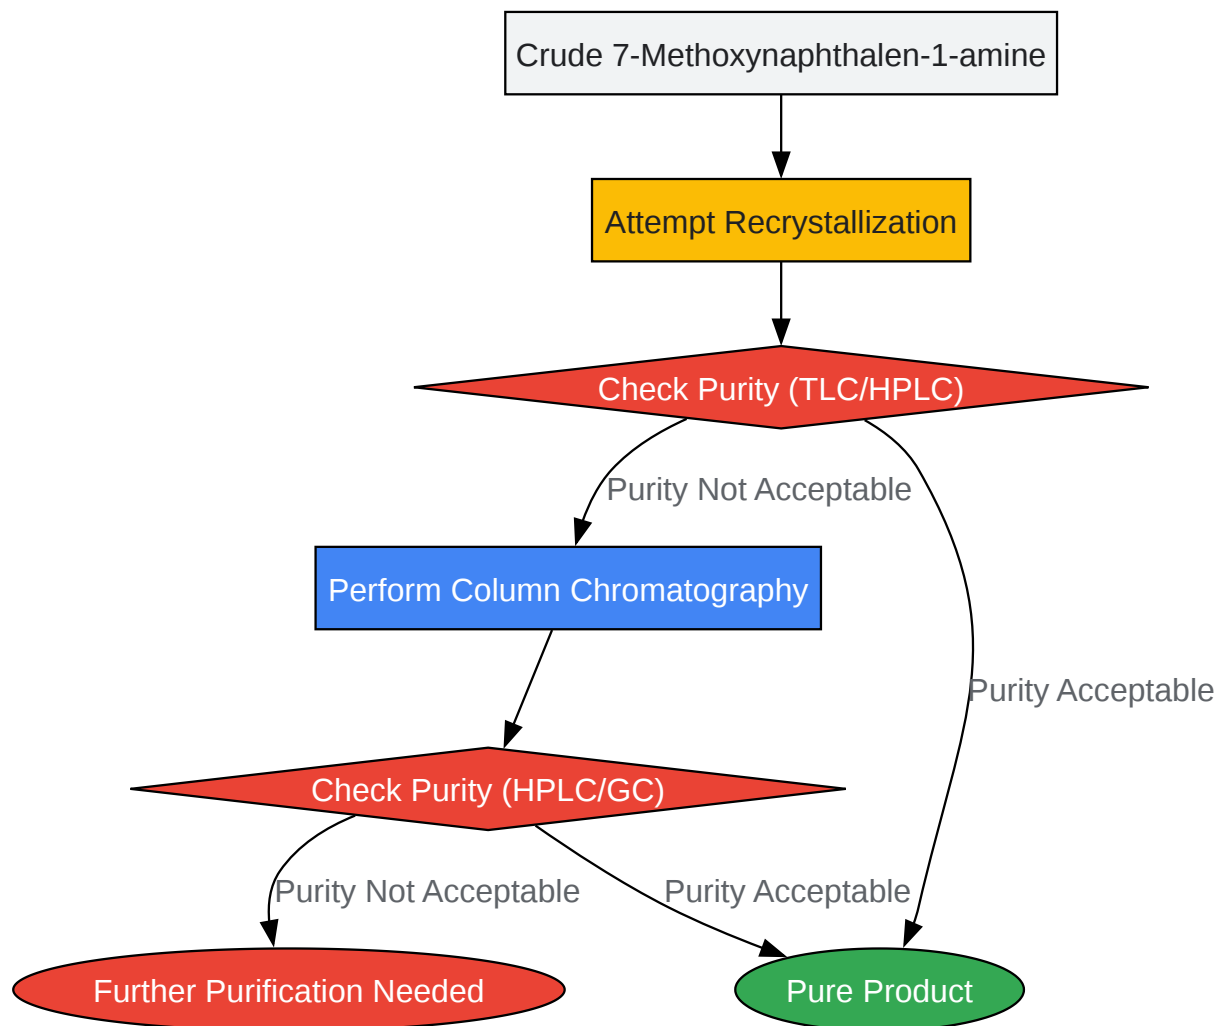 Crude 7-Methoxynaphthalen-1-amine
Attempt Recrystallization
Check Purity (TLC/HPLC)
Purity Not Acceptable
Perform Column Chromatography
Purity Acceptable
Check Purity (HPLC/GC)
Purity Not Acceptable
Purity Acceptable
Further Purification Needed
Pure Product